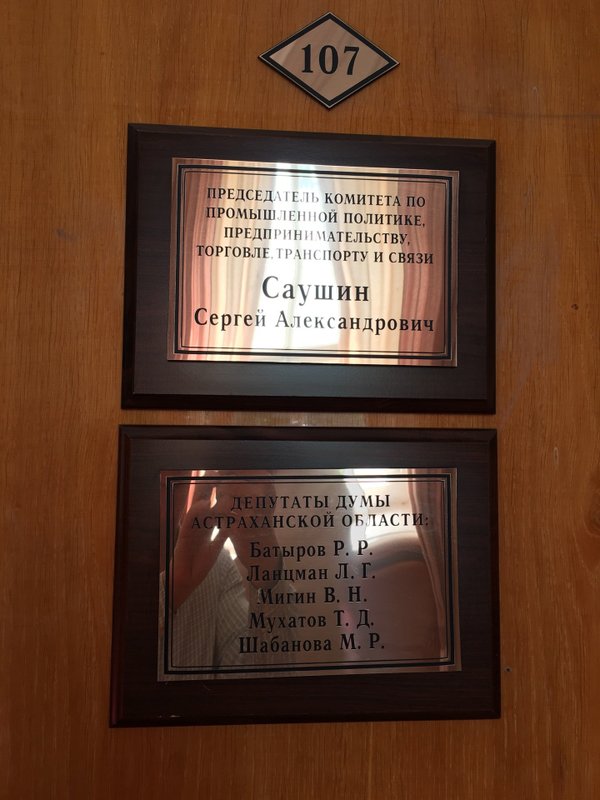 107
ПРЕДСЕДАТЕЛЬ КОМИТЕТА ПО
ПРОМЫШЛЕННОЙ ПОЛИТИКЕ,
ПРЕДПРИНИМАТЕЛЬСТВУ,
ТОРГОВЛЕ, ТРАНСПОРТУ И СВЯЗИ
Саушин
Сергей Александрович
ДЕПУТАТЫ ДУМЫ
АСТРАХАНСКОЙ ОБЛАСТИ:
Батыров Р. Р.
Ланцман Л. Г.
Мигин В. Н.
Мухатов Т. Д.
Шабанова М. Р.